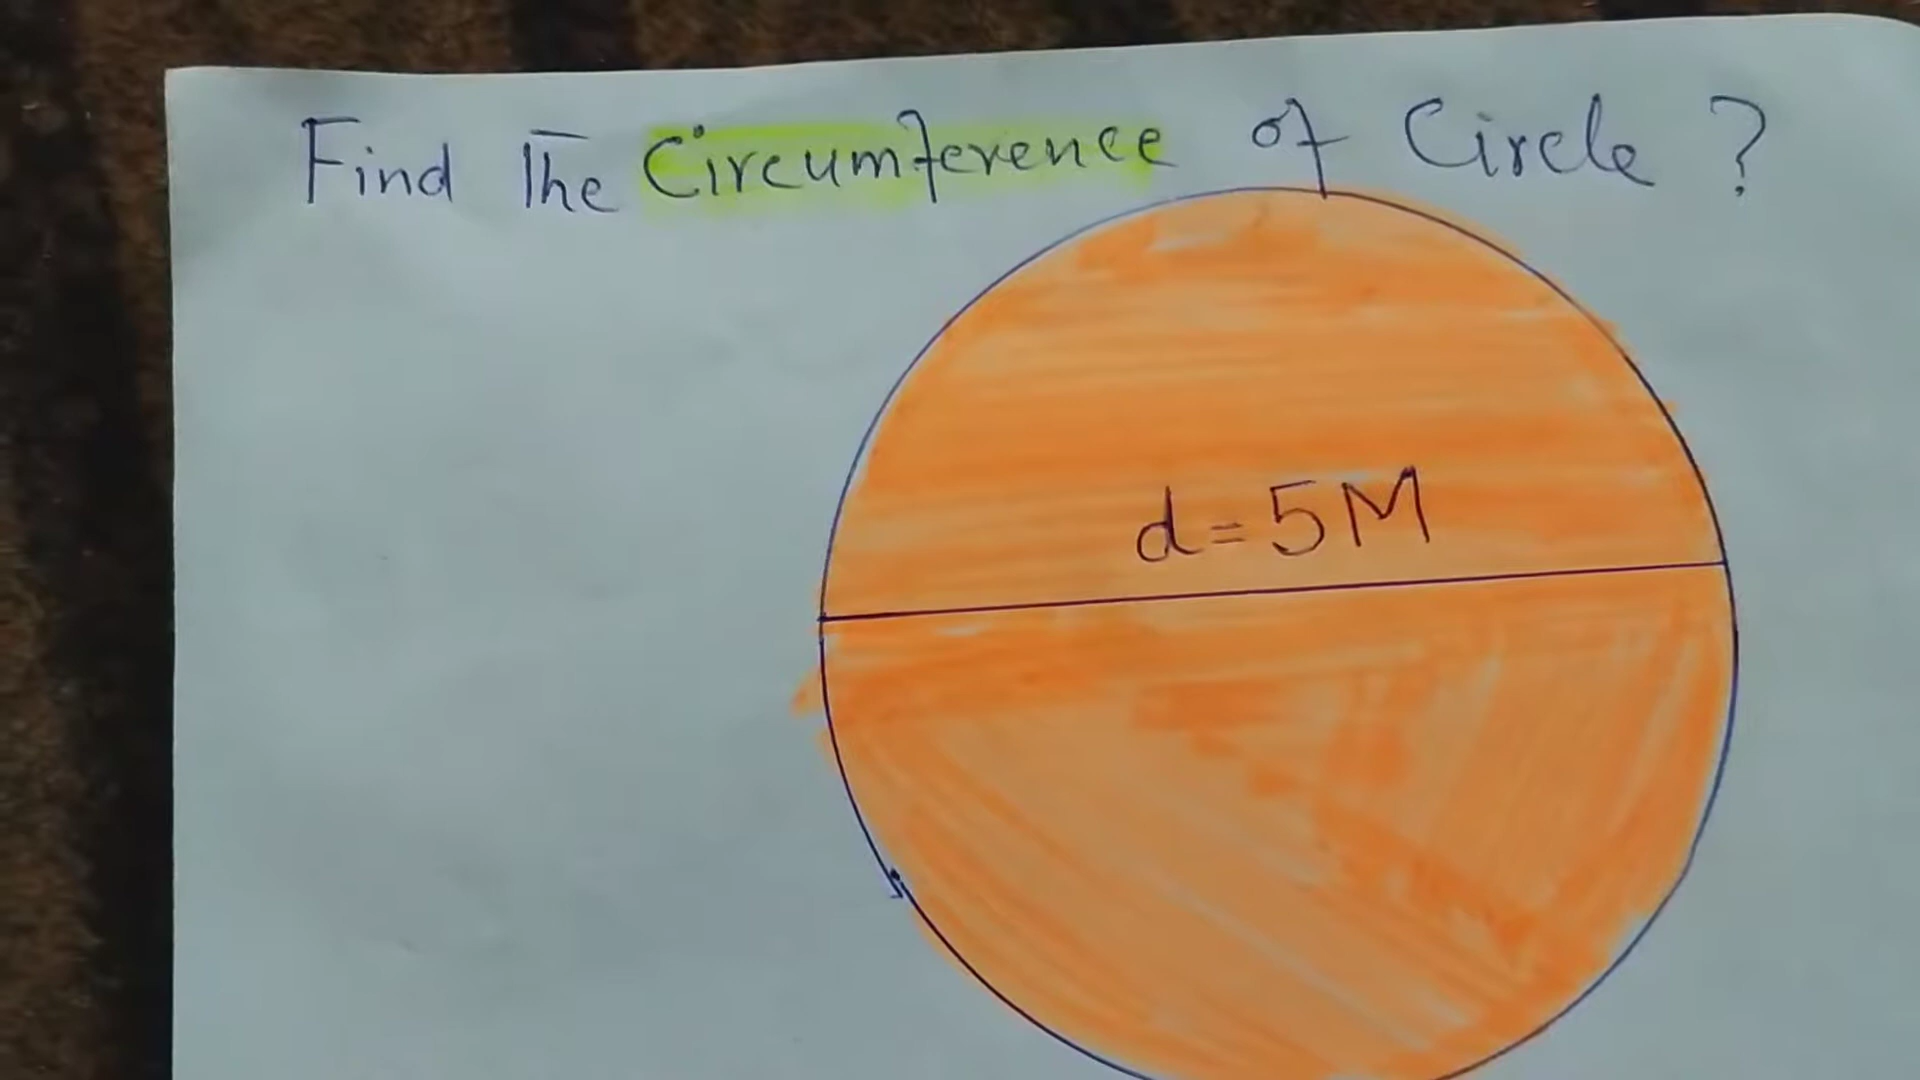 Find The Circumference of Circle ?
d = 5M